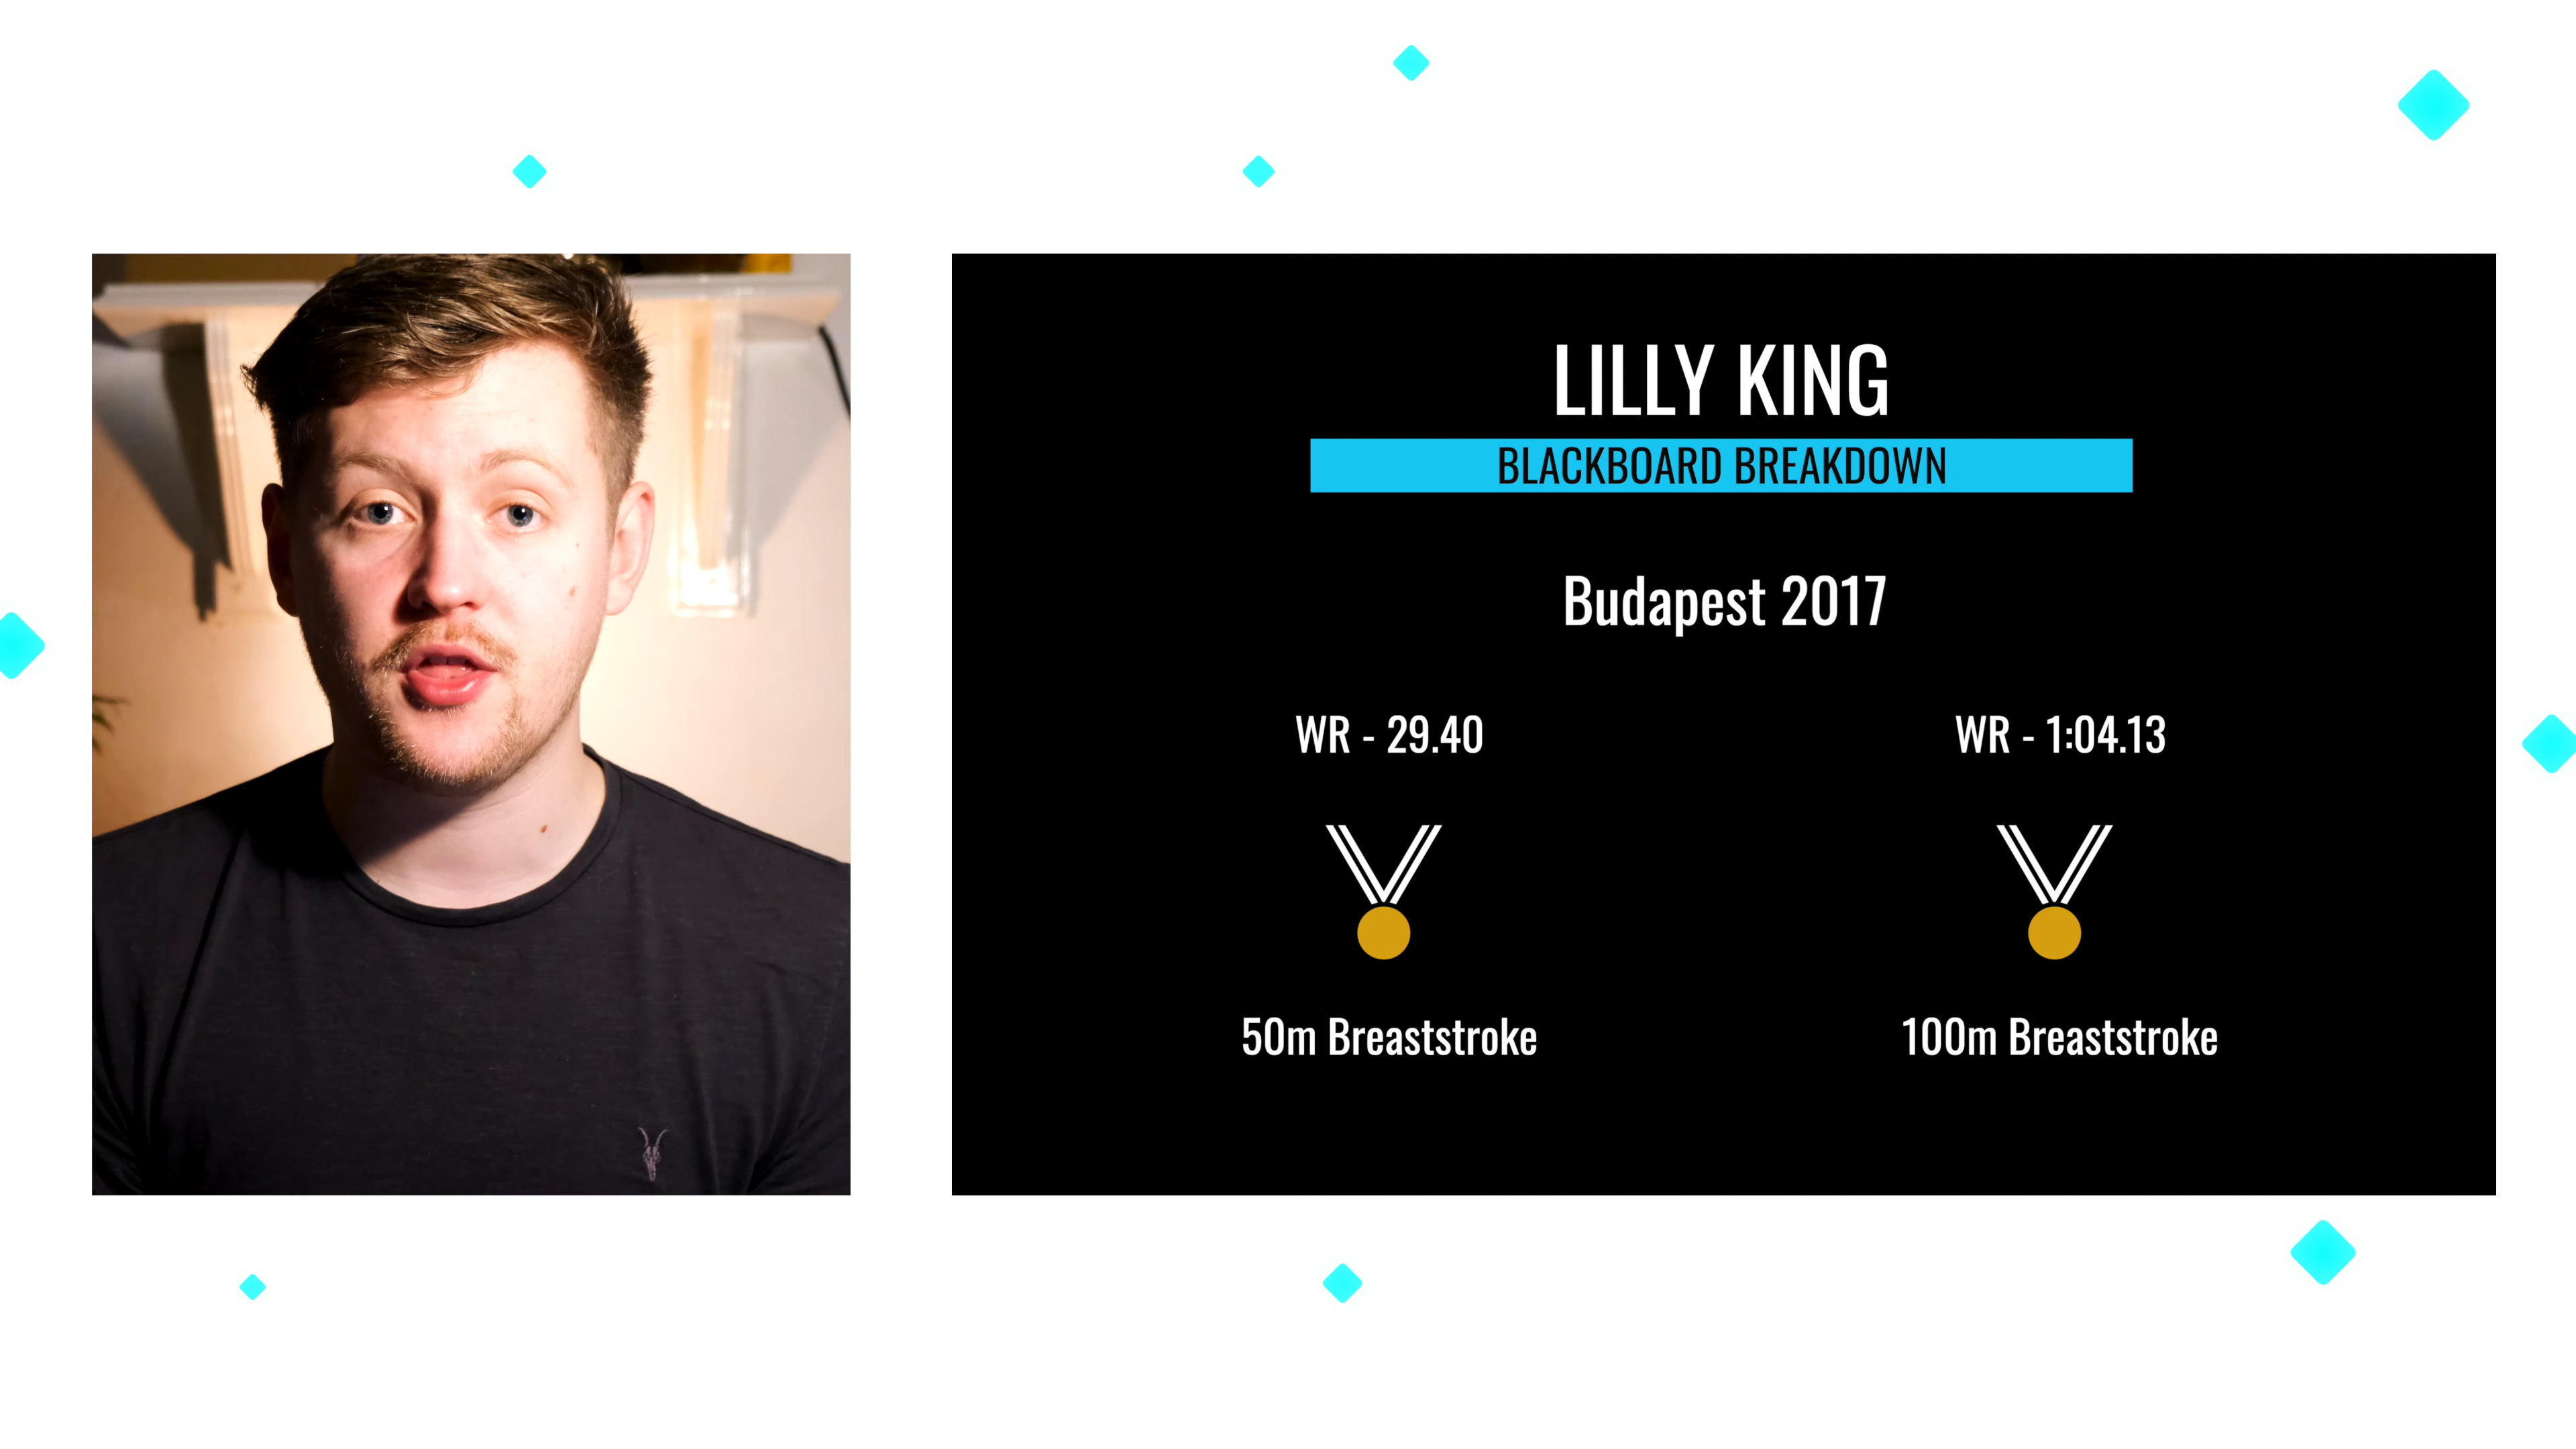 LILLY KING
BLACKBOARD BREAKDOWN
Budapest 2017
WR - 29.40
WR - 1:04.13
50m Breaststroke
100m Breaststroke